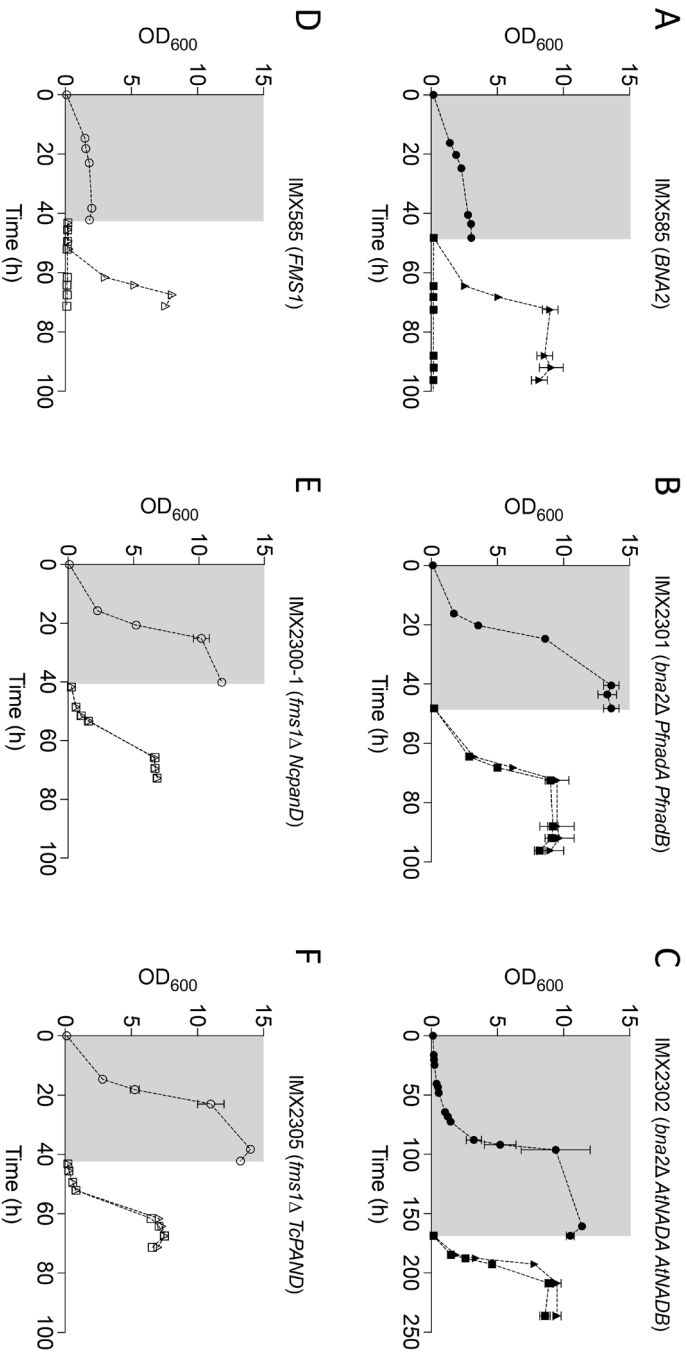 A
IMX585 (BNA2)
OD600
15
10
5
0
0 20 40 60 80 100
Time (h)
B
IMX2301 (bna2Δ PfnadA PfnadB)
OD600
15
10
5
0
0 20 40 60 80 100
Time (h)
C
IMX2302 (bna2Δ AtNADA AtNADB)
OD600
15
10
5
0
0 50 100 150 200 250
Time (h)
D
IMX585 (FMS1)
OD600
15
10
5
0
0 20 40 60 80 100
Time (h)
E
IMX2300-1 (fms1Δ NcpanD)
OD600
15
10
5
0
0 20 40 60 80 100
Time (h)
F
IMX2305 (fms1Δ TcPAND)
OD600
15
10
5
0
0 20 40 60 80 100
Time (h)